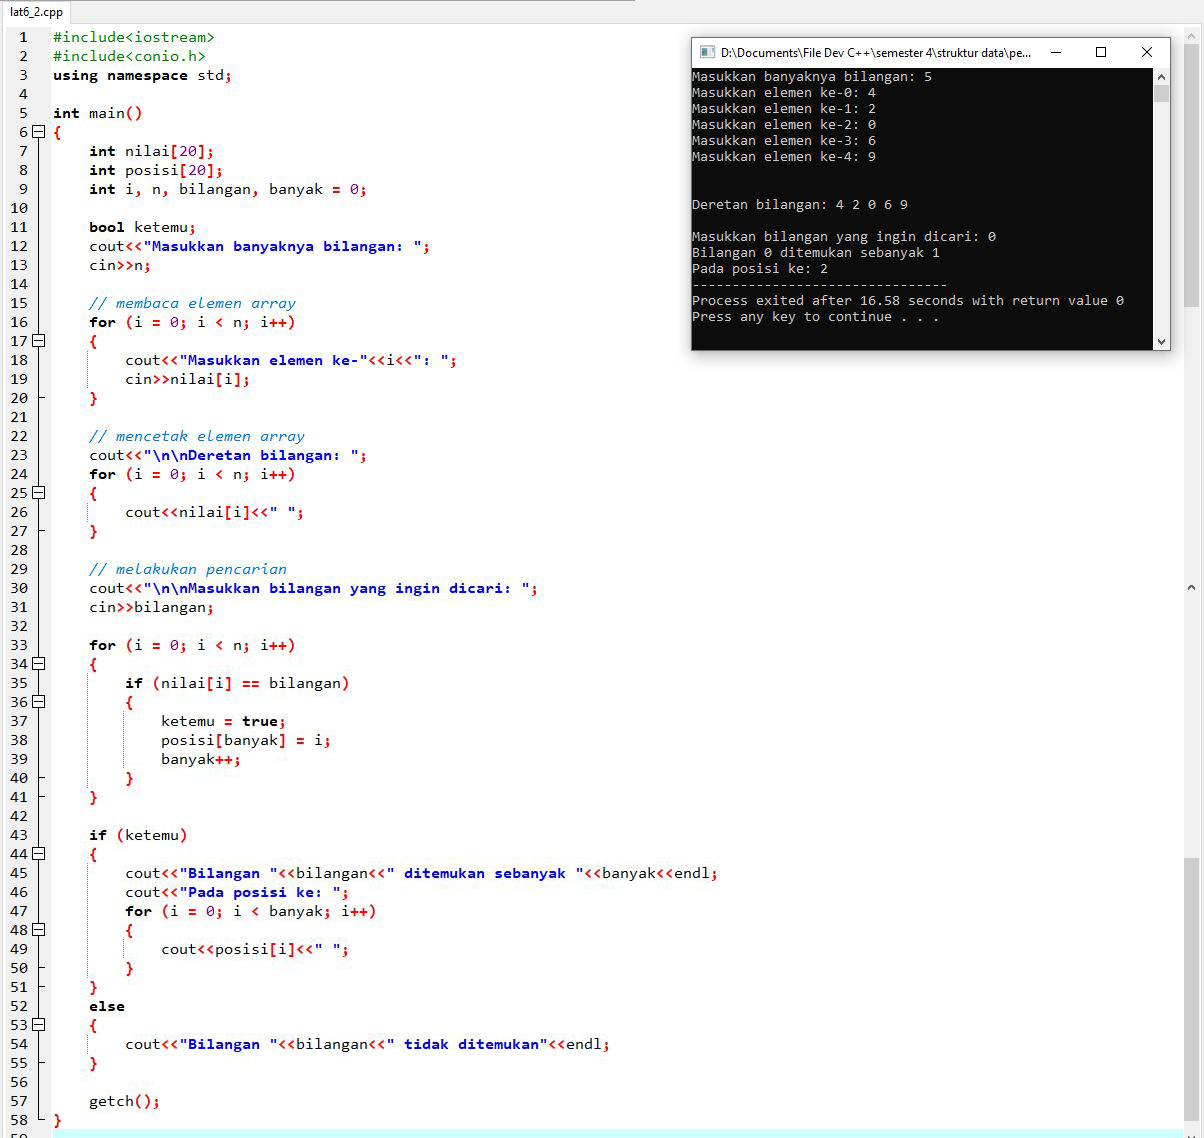 lat6_2.cpp
1 #include<iostream>
2 #include<conio.h>
3 using namespace std;
4
5 int main()
6 {
7 int nilai[20];
8 int posisi[20];
9 int i, n, bilangan, banyak = 0;
10
11 bool ketemu;
12 cout<<"Masukkan banyaknya bilangan: ";
13 cin>>n;
14
15 // membaca elemen array
16 for (i = 0; i < n; i++)
17 {
18 cout<<"Masukkan elemen ke-"<<i<<": ";
19 cin>>nilai[i];
20 }
21
22 // mencetak elemen array
23 cout<<"\n\nDeretan bilangan: ";
24 for (i = 0; i < n; i++)
25 {
26 cout<<nilai[i]<<" ";
27 }
28
29 // melakukan pencarian
30 cout<<"\n\nMasukkan bilangan yang ingin dicari: ";
31 cin>>bilangan;
32
33 for (i = 0; i < n; i++)
34 {
35 if (nilai[i] == bilangan)
36 {
37 ketemu = true;
38 posisi[banyak] = i;
39 banyak++;
40 }
41 }
42
43 if (ketemu)
44 {
45 cout<<"Bilangan "<<bilangan<<" ditemukan sebanyak "<<banyak<<endl;
46 cout<<"Pada posisi ke: ";
47 for (i = 0; i < banyak; i++)
48 {
49 cout<<posisi[i]<<" ";
50 }
51 }
52 else
53 {
54 cout<<"Bilangan "<<bilangan<<" tidak ditemukan"<<endl;
55 }
56
57 getch();
58 }
59
D:\Documents\File Dev C++\semester 4\struktur data\pe...
Masukkan banyaknya bilangan: 5
Masukkan elemen ke-0: 4
Masukkan elemen ke-1: 2
Masukkan elemen ke-2: 0
Masukkan elemen ke-3: 6
Masukkan elemen ke-4: 9
Deretan bilangan: 4 2 0 6 9
Masukkan bilangan yang ingin dicari: 0
Bilangan 0 ditemukan sebanyak 1
Pada posisi ke: 2
--------------------------------
Process exited after 16.58 seconds with return value 0
Press any key to continue . . .